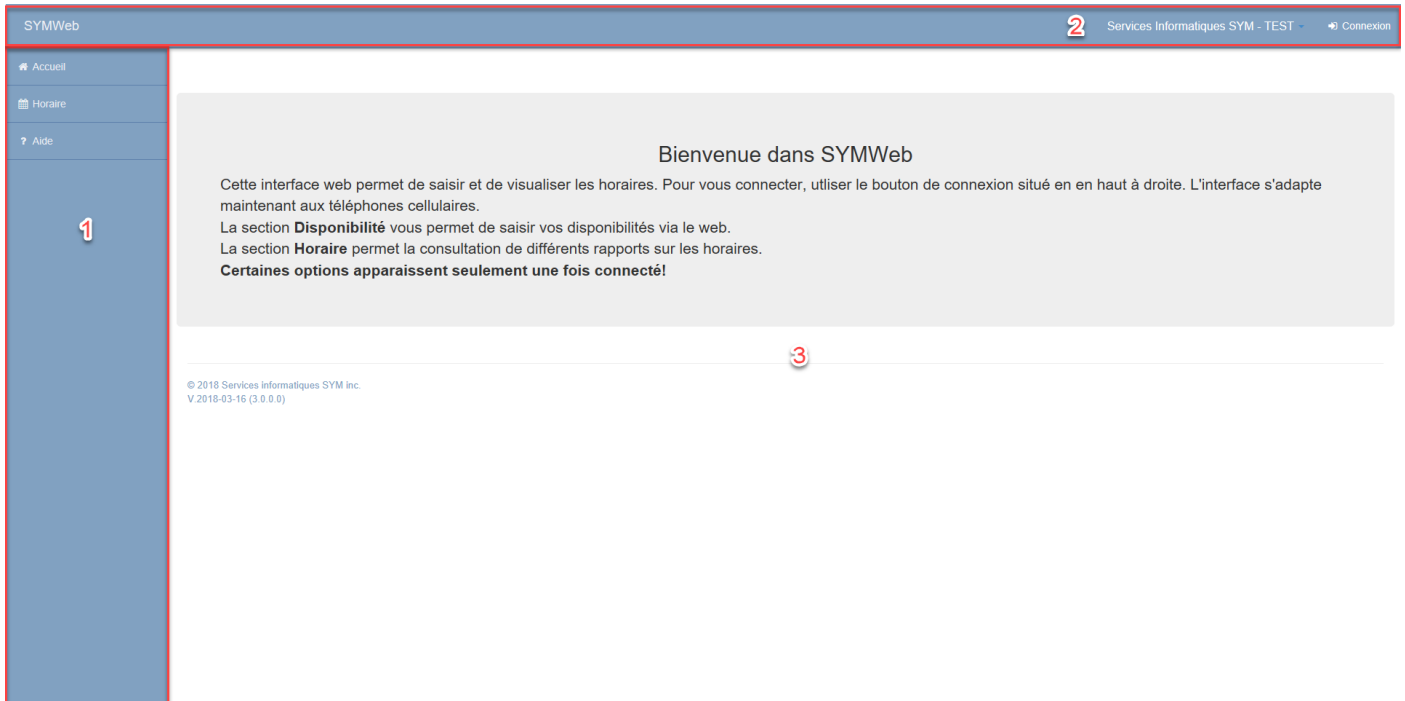 SYMWeb
2
Services Informatiques SYM - TEST
Connexion
Accueil
Horaire
? Aide
1
Bienvenue dans SYMWeb
Cette interface web permet de saisir et de visualiser les horaires. Pour vous connecter, utliser le bouton de connexion situé en en haut à droite. L'interface s'adapte
maintenant aux téléphones cellulaires.
La section Disponibilité vous permet de saisir vos disponibilités via le web.
La section Horaire permet la consultation de différents rapports sur les horaires.
Certaines options apparaissent seulement une fois connecté!
3
© 2018 Services informatiques SYM inc.
V.2018-03-16 (3.0.0.0)